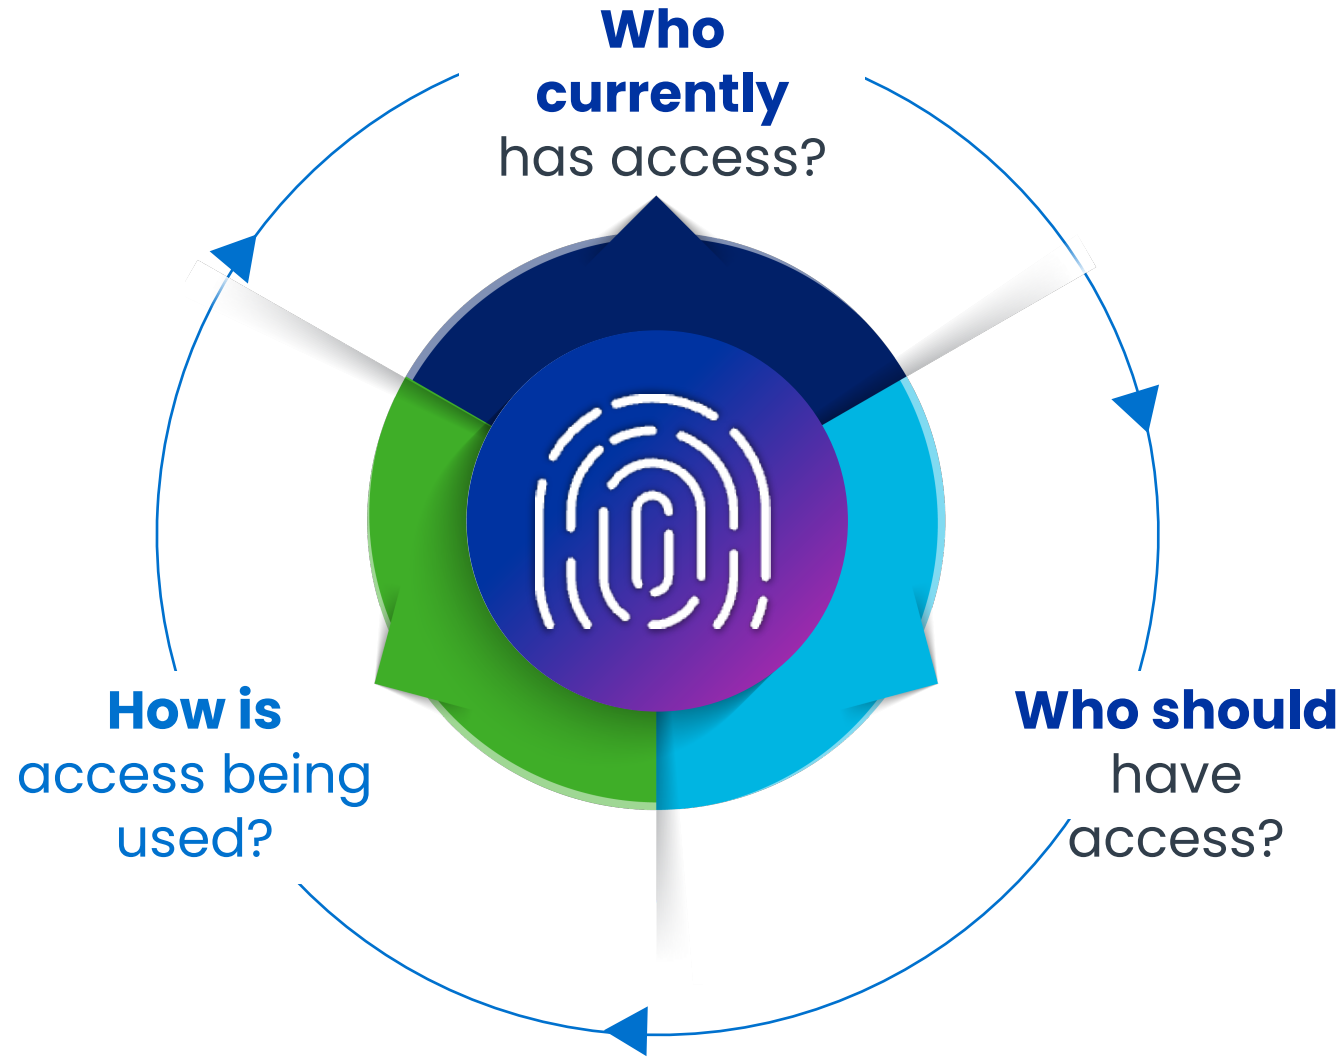 Who
currently
has access?
Who should
have
access?
How is
access being
used?